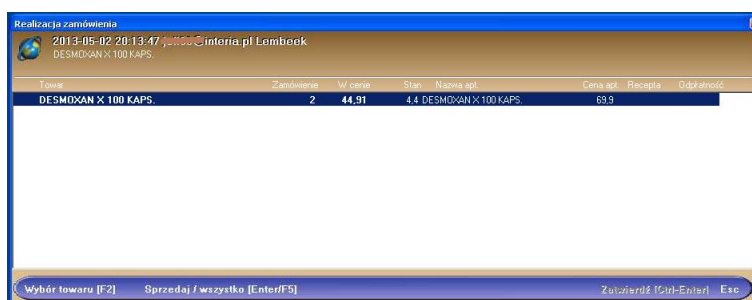 Realizacja zamówienia
2013-05-02 20:13:47 interia.pl Lembeek
DESMOXAN X 100 KAPS.
Towar Zamówienie W cenie Stan Nazwa apt. Cena apt. Recepta Odpłatność
DESMOXAN X 100 KAPS. 2 44,91 4,4 DESMOXAN X 100 KAPS. 69,9
Wybór towaru [F2] Sprzedaj / wszystko [Enter/F5] Zatwierdź [Ctrl-Enter] Esc